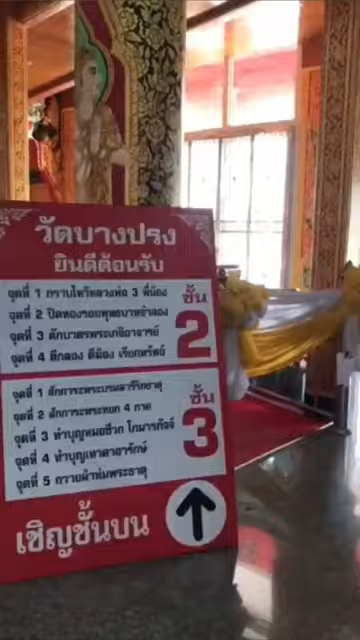 วัดบางปรง
ยินดีต้อนรับ
จุดที่ 1 กราบไหว้หลวงพ่อ 3 พี่น้อง
จุดที่ 2 ปิดทองรอยพุทธบาทจำลอง
จุดที่ 3 ตักบาตรพระเกจิอาจารย์
จุดที่ 4 ตีกลอง ตีฆ้อง เรียกทรัพย์
ชั้น
2
จุดที่ 1 สักการะพระบรมสารีริกธาตุ
จุดที่ 2 สักการะพระหยก 4 ภาค
จุดที่ 3 ทำบุญหมอชีวก โกมารภัจจ์
จุดที่ 4 ทำบุญเทวดาอารักษ์
จุดที่ 5 ถวายผ้าห่มพระธาตุ
ชั้น
3
เชิญชั้นบน